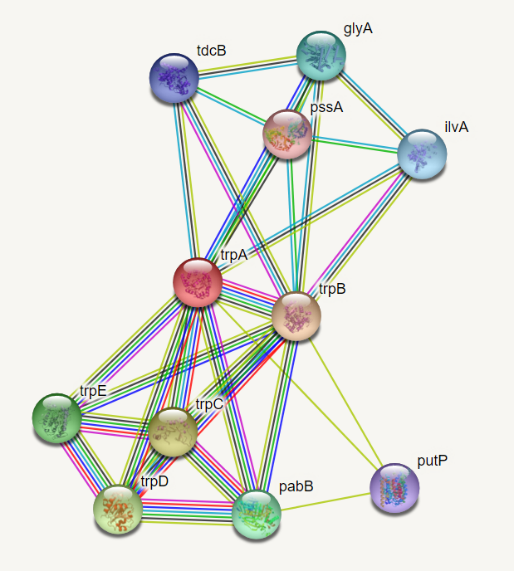 glyA
tdcB
pssA
ilvA
trpA
trpB
trpE
trpC
putP
trpD
pabB